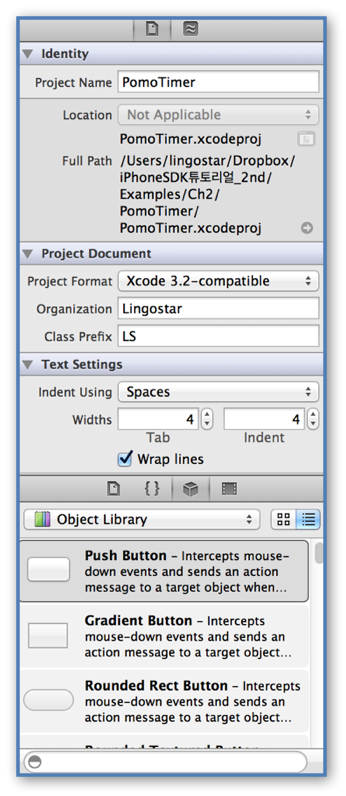 Identity
Project Name PomoTimer
Location Not Applicable
PomoTimer.xcodeproj
Full Path /Users/lingostar/Dropbox/
iPhoneSDK튜토리얼_2nd/
Examples/Ch2/
PomoTimer/
PomoTimer.xcodeproj
Project Document
Project Format Xcode 3.2-compatible
Organization Lingostar
Class Prefix LS
Text Settings
Indent Using Spaces
Widths 4 4
Tab Indent
Wrap lines
{ }
Object Library
Push Button – Intercepts mouse-
down events and sends an action
message to a target object when...
Gradient Button – Intercepts
mouse-down events and sends an
action message to a target object...
Rounded Rect Button – Intercepts
mouse-down events and sends an
action message to a target object...